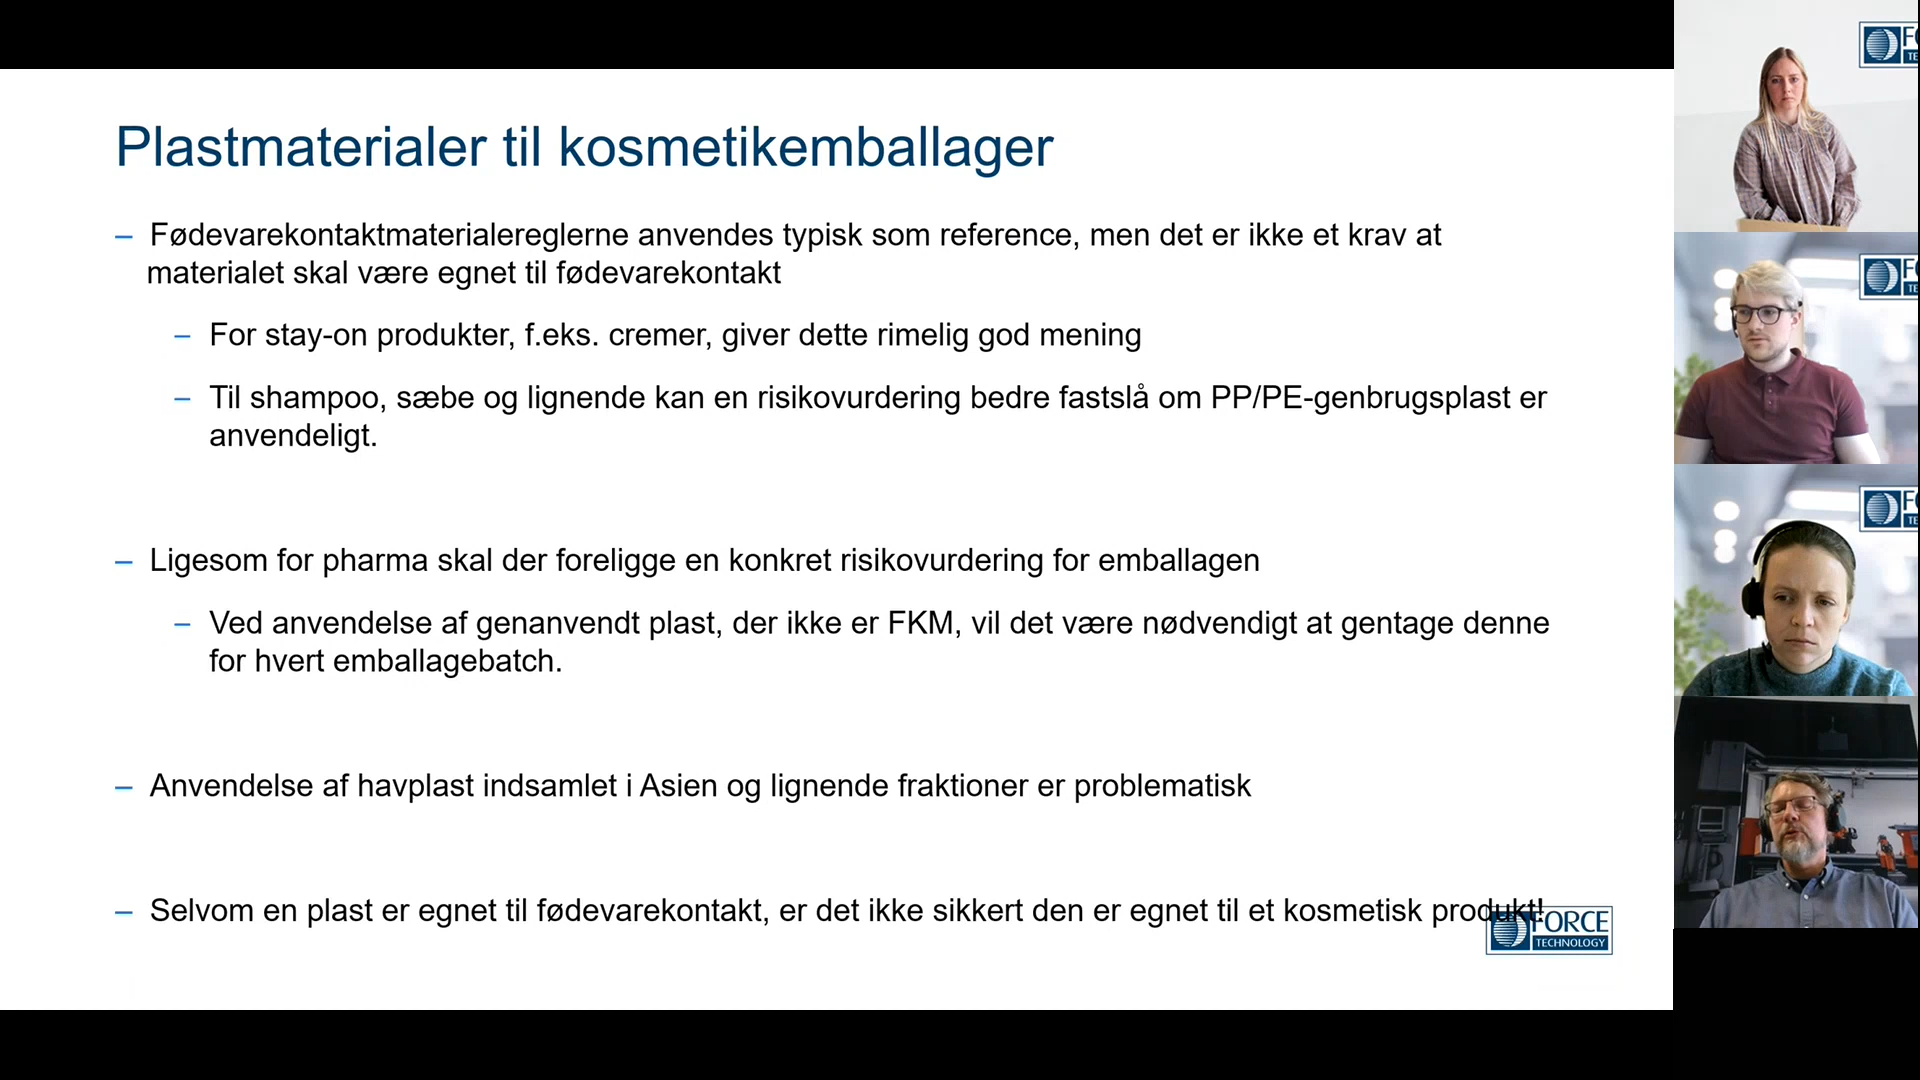 Plastmaterialer til kosmetikemballager
– Fødevarekontaktmaterialereglerne anvendes typisk som reference, men det er ikke et krav at
materialet skal være egnet til fødevarekontakt
– For stay-on produkter, f.eks. cremer, giver dette rimelig god mening
– Til shampoo, sæbe og lignende kan en risikovurdering bedre fastslå om PP/PE-genbrugsplast er
anvendeligt.
– Ligesom for pharma skal der foreligge en konkret risikovurdering for emballagen
– Ved anvendelse af genanvendt plast, der ikke er FKM, vil det være nødvendigt at gentage denne
for hvert emballagebatch.
– Anvendelse af havplast indsamlet i Asien og lignende fraktioner er problematisk
– Selvom en plast er egnet til fødevarekontakt, er det ikke sikkert den er egnet til et kosmetisk produkt!
FORCE
TECHNOLOGY